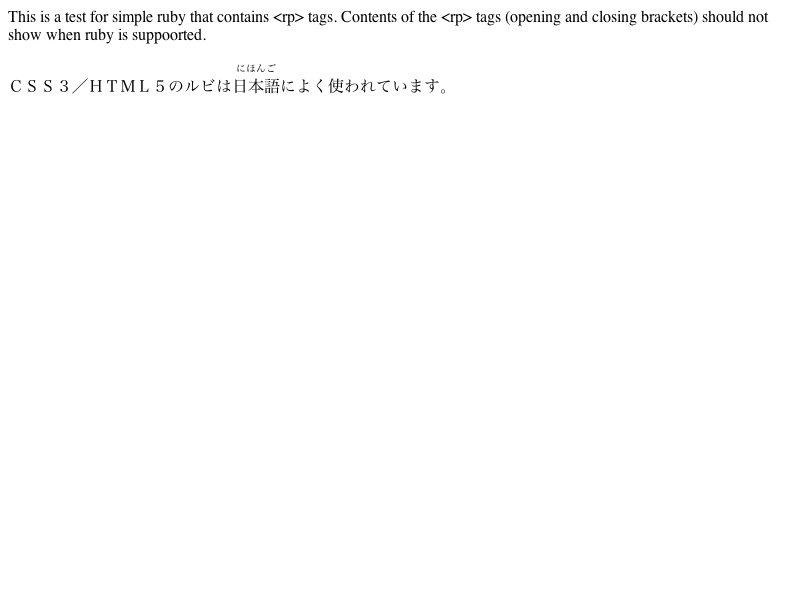 This is a test for simple ruby that contains <rp> tags. Contents of the <rp> tags (opening and closing brackets) should not
show when ruby is suppoorted.
にほんご
ＣＳＳ３／ＨＴＭＬ５のルビは日本語によく使われています。